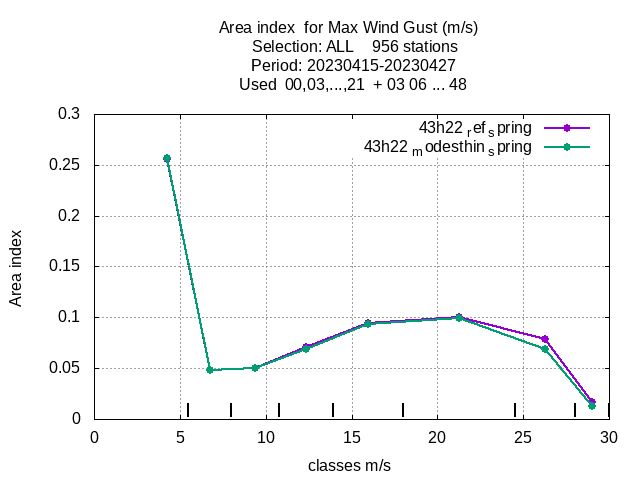 Area index  for Max Wind Gust (m/s)
Selection: ALL    956 stations
Period: 20230415-20230427
Used  00,03,...,21  + 03 06 ... 48
43h22 ref spring
43h22 modesthin spring
0.3
0.25
0.2
0.15
0.1
0.05
0
Area index
0 5 10 15 20 25 30
classes m/s